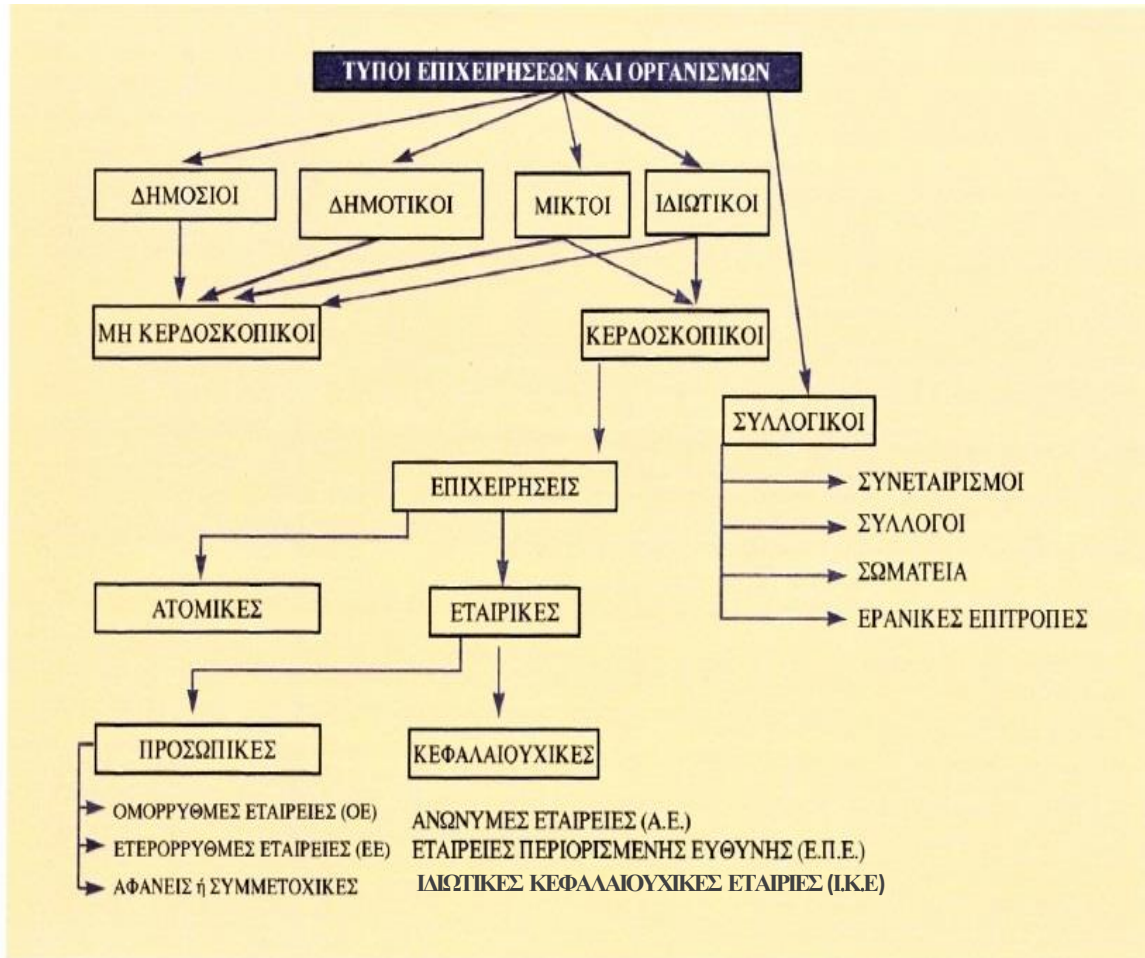 ΤΥΠΟΙ ΕΠΙΧΕΙΡΗΣΕΩΝ ΚΑΙ ΟΡΓΑΝΙΣΜΩΝ
ΔΗΜΟΣΙΟΙ
ΔΗΜΟΤΙΚΟΙ
ΜΙΚΤΟΙ
ΙΔΙΩΤΙΚΟΙ
ΜΗ ΚΕΡΔΟΣΚΟΠΙΚΟΙ
ΚΕΡΔΟΣΚΟΠΙΚΟΙ
ΣΥΛΛΟΓΙΚΟΙ
ΣΥΝΕΤΑΙΡΙΣΜΟΙ
ΣΥΛΛΟΓΟΙ
ΣΩΜΑΤΕΙΑ
ΕΡΑΝΙΚΕΣ ΕΠΙΤΡΟΠΕΣ
ΕΠΙΧΕΙΡΗΣΕΙΣ
ΑΤΟΜΙΚΕΣ
ΕΤΑΙΡΙΚΕΣ
ΠΡΟΣΩΠΙΚΕΣ
ΟΜΟΡΡΥΘΜΕΣ ΕΤΑΙΡΕΙΕΣ (ΟΕ)
ΕΤΕΡΟΡΡΥΘΜΕΣ ΕΤΑΙΡΕΙΕΣ (ΕΕ)
ΑΦΑΝΕΙΣ ή ΣΥΜΜΕΤΟΧΙΚΕΣ
ΚΕΦΑΛΑΙΟΥΧΙΚΕΣ
ΑΝΩΝΥΜΕΣ ΕΤΑΙΡΕΙΕΣ (Α.Ε.)
ΕΤΑΙΡΕΙΕΣ ΠΕΡΙΟΡΙΣΜΕΝΗΣ ΕΥΘΥΝΗΣ (Ε.Π.Ε.)
ΙΔΙΩΤΙΚΕΣ ΚΕΦΑΛΑΙΟΥΧΙΚΕΣ ΕΤΑΙΡΙΕΣ (Ι.Κ.Ε)